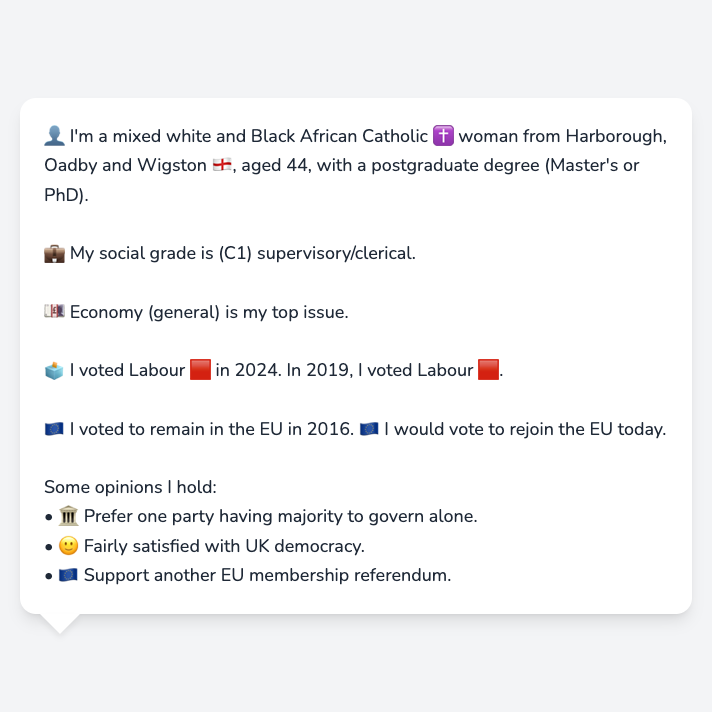 👤 I'm a mixed white and Black African Catholic ✝️ woman from Harborough,
Oadby and Wigston 🏴󠁧󠁢󠁥󠁮󠁧󠁿, aged 44, with a postgraduate degree (Master's or
PhD).
💼 My social grade is (C1) supervisory/clerical.
💷 Economy (general) is my top issue.
🗳️ I voted Labour 🟥 in 2024. In 2019, I voted Labour 🟥.
🇪🇺 I voted to remain in the EU in 2016. 🇪🇺 I would vote to rejoin the EU today.
Some opinions I hold:
• 🏛️ Prefer one party having majority to govern alone.
• 🙂 Fairly satisfied with UK democracy.
• 🇪🇺 Support another EU membership referendum.